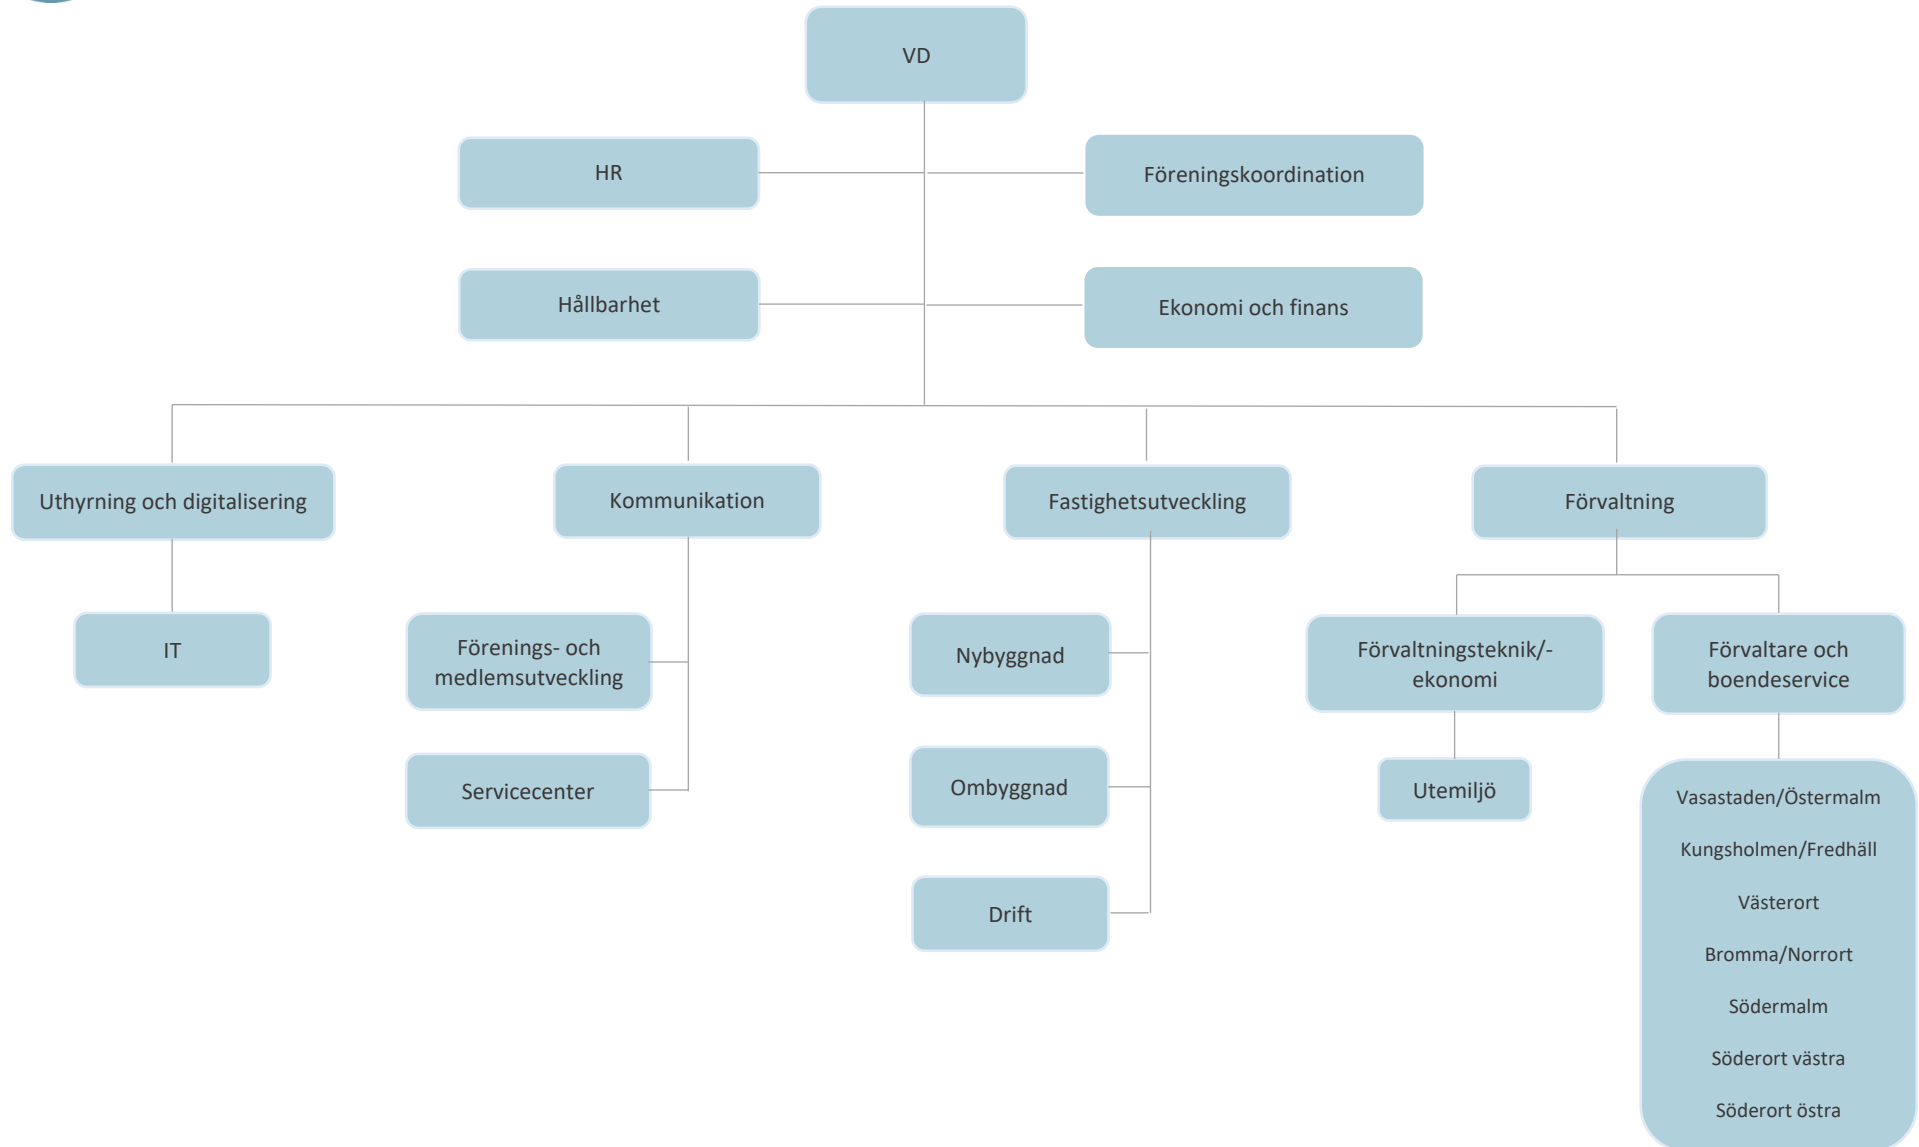 VD
HR
Föreningskoordination
Hållbarhet
Ekonomi och finans
Uthyrning och digitalisering
Kommunikation
Fastighetsutveckling
Förvaltning
IT
Förenings- och
medlemsutveckling
Servicecenter
Nybyggnad
Ombyggnad
Drift
Förvaltningsteknik/-
ekonomi
Utemiljö
Förvaltare och
boendeservice
Vasastaden/Östermalm
Kungsholmen/Fredhäll
Västerort
Bromma/Norrort
Södermalm
Söderort västra
Söderort östra